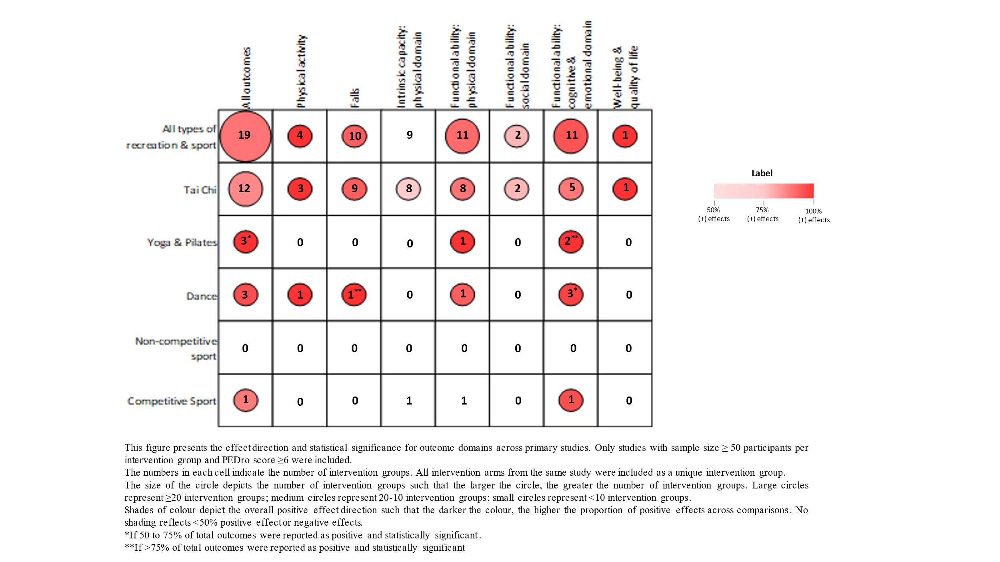 All outcomes
Physical activity
Falls
Intrinsic capacity:
physical domain
Functional ability:
physical domain
Functional ability:
social domain
Functional ability:
cognitive &
emotional domain
Well-being &
quality of life
All types of
recreation & sport
19 4 10 9 11 2 11 1
Tai Chi 12 3 9 8 8 2 5 1
Yoga & Pilates 3* 0 0 0 1 0 2** 0
Dance 3 1 1** 0 1 0 3* 0
Non-competitive
sport
0 0 0 0 0 0 0 0
Competitive Sport 1 0 0 1 1 0 1 0
Label
50% 75% 100%
(+) effects (+) effects (+) effects
This figure presents the effect direction and statistical significance for outcome domains across primary studies. Only studies with sample size ≥ 50 participants per
intervention group and PEDro score ≥6 were included.
The numbers in each cell indicate the number of intervention groups. All intervention arms from the same study were included as a unique intervention group.
The size of the circle depicts the number of intervention groups such that the larger the circle, the greater the number of intervention groups. Large circles
represent ≥20 intervention groups; medium circles represent 20-10 intervention groups; small circles represent <10 intervention groups.
Shades of colour depict the overall positive effect direction such that the darker the colour, the higher the proportion of positive effects across comparisons. No
shading reflects <50% positive effect or negative effects.
*If 50 to 75% of total outcomes were reported as positive and statistically significant.
**If >75% of total outcomes were reported as positive and statistically significant